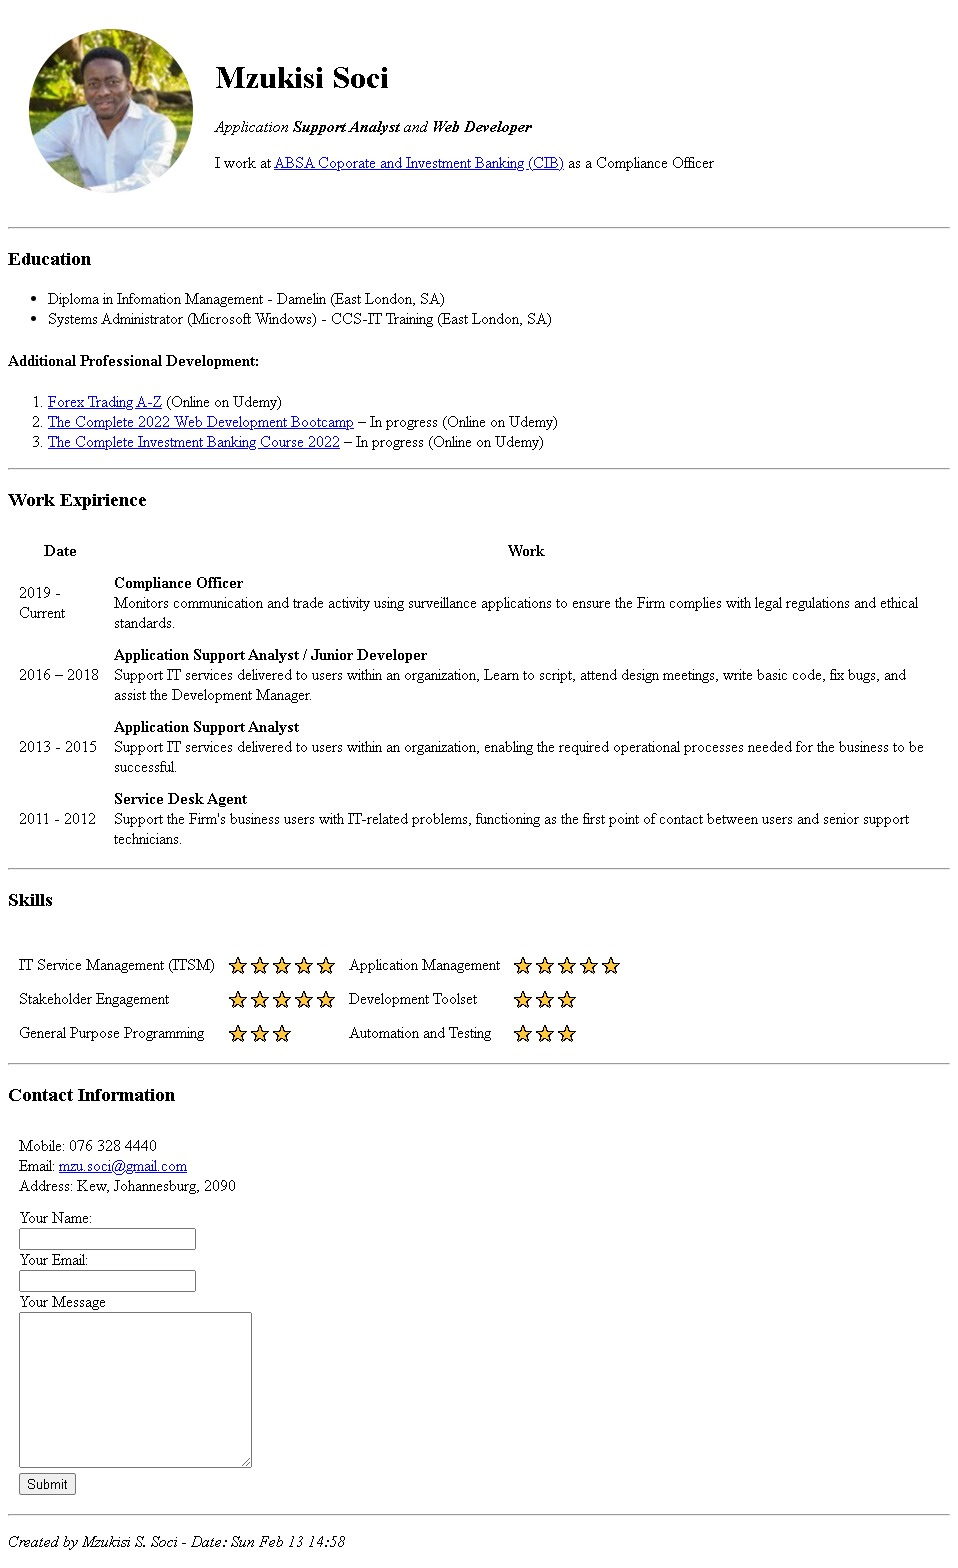 Mzukisi Soci
Application Support Analyst and Web Developer
I work at ABSA Coporate and Investment Banking (CIB) as a Compliance Officer
Education
• Diploma in Infomation Management - Damelin (East London, SA)
• Systems Administrator (Microsoft Windows) - CCS-IT Training (East London, SA)
Additional Professional Development:
1. Forex Trading A-Z (Online on Udemy)
2. The Complete 2022 Web Development Bootcamp – In progress (Online on Udemy)
3. The Complete Investment Banking Course 2022 – In progress (Online on Udemy)
Work Expirience
Date Work
2019 -
Current
Compliance Officer
Monitors communication and trade activity using surveillance applications to ensure the Firm complies with legal regulations and ethical
standards.
2016 – 2018
Application Support Analyst / Junior Developer
Support IT services delivered to users within an organization, Learn to script, attend design meetings, write basic code, fix bugs, and
assist the Development Manager.
2013 - 2015
Application Support Analyst
Support IT services delivered to users within an organization, enabling the required operational processes needed for the business to be
successful.
2011 - 2012
Service Desk Agent
Support the Firm's business users with IT-related problems, functioning as the first point of contact between users and senior support
technicians.
Skills
IT Service Management (ITSM) Application Management
Stakeholder Engagement Development Toolset
General Purpose Programming Automation and Testing
Contact Information
Mobile: 076 328 4440
Email: mzu.soci@gmail.com
Address: Kew, Johannesburg, 2090
Your Name:
Your Email:
Your Message
Submit
Created by Mzukisi S. Soci - Date: Sun Feb 13 14:58